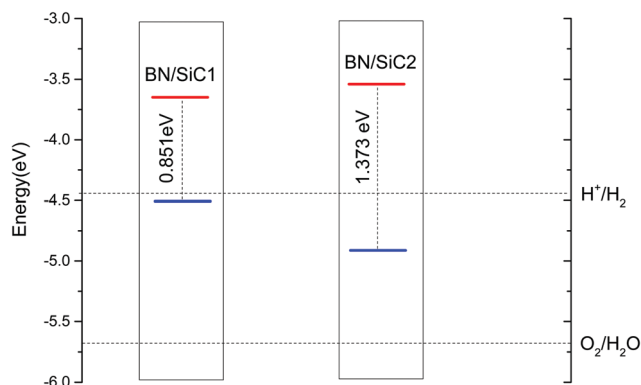 -3.0
BN/SiC1
BN/SiC2
-3.5
0.851eV
1.373 eV
-4.0
Energy(eV)
-4.5
H⁺/H₂
-5.0
-5.5
O₂/H₂O
-6.0